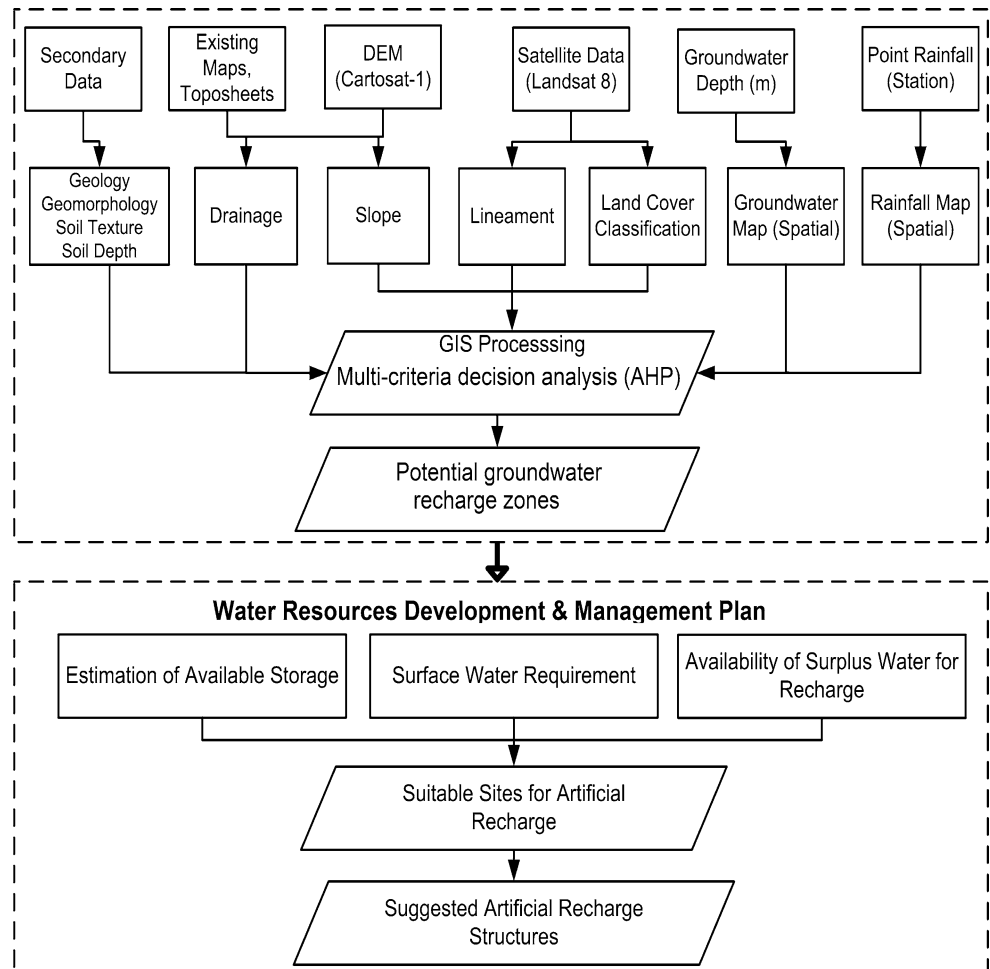 Secondary
Data
Existing
Maps,
Toposheets
DEM
(Cartosat-1)
Satellite Data
(Landsat 8)
Groundwater
Depth (m)
Point Rainfall
(Station)
Geology
Geomorphology
Soil Texture
Soil Depth
Drainage
Slope
Lineament
Land Cover
Classification
Groundwater
Map (Spatial)
Rainfall Map
(Spatial)
GIS Processsing
Multi-criteria decision analysis (AHP)
Potential groundwater
recharge zones
Water Resources Development & Management Plan
Estimation of Available Storage
Surface Water Requirement
Availability of Surplus Water for
Recharge
Suitable Sites for Artificial
Recharge
Suggested Artificial Recharge
Structures